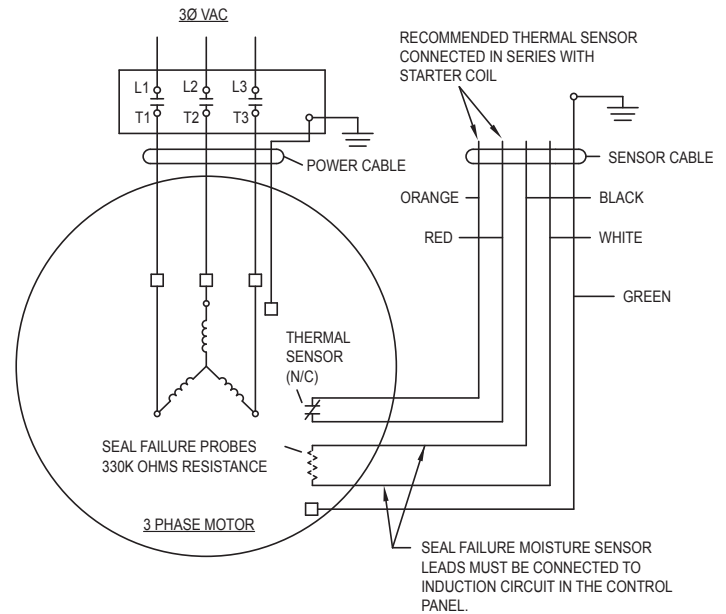 3Ø VAC
RECOMMENDED THERMAL SENSOR
CONNECTED IN SERIES WITH
STARTER COIL
L1
L2
L3
T1
T2
T3
POWER CABLE
SENSOR CABLE
ORANGE
BLACK
RED
WHITE
GREEN
THERMAL
SENSOR
(N/C)
SEAL FAILURE PROBES
330K OHMS RESISTANCE
3 PHASE MOTOR
SEAL FAILURE MOISTURE SENSOR
LEADS MUST BE CONNECTED TO
INDUCTION CIRCUIT IN THE CONTROL
PANEL.